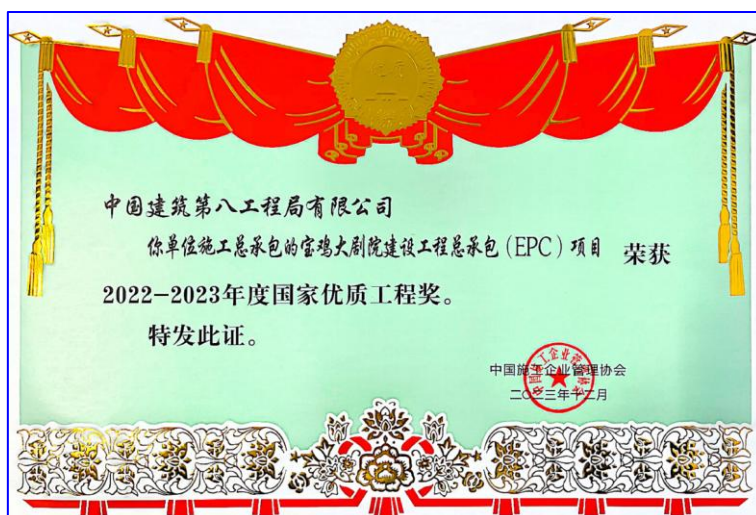 中国建筑第八工程局有限公司
你单位施工总承包的宝鸡大剧院建设工程总承包(EPC)项目 荣获
2022-2023年度国家优质工程奖。
特发此证。
中国施工企业管理协会
二〇二三年十二月